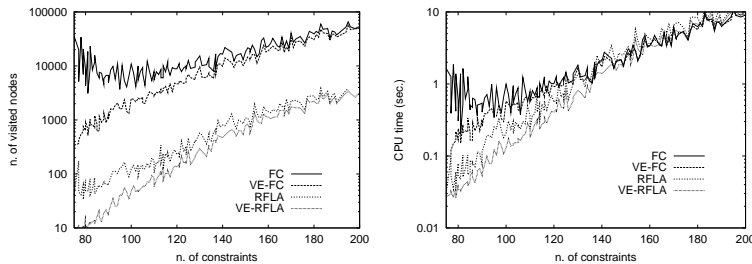 100000
10000
1000
100
10
n. of visited nodes
FC
VE-FC
RFLA
VE-RFLA
80 100 120 140 160 180 200
n. of constraints
10
1
0.1
0.01
CPU time (sec.)
FC
VE-FC
RFLA
VE-RFLA
80 100 120 140 160 180 200
n. of constraints